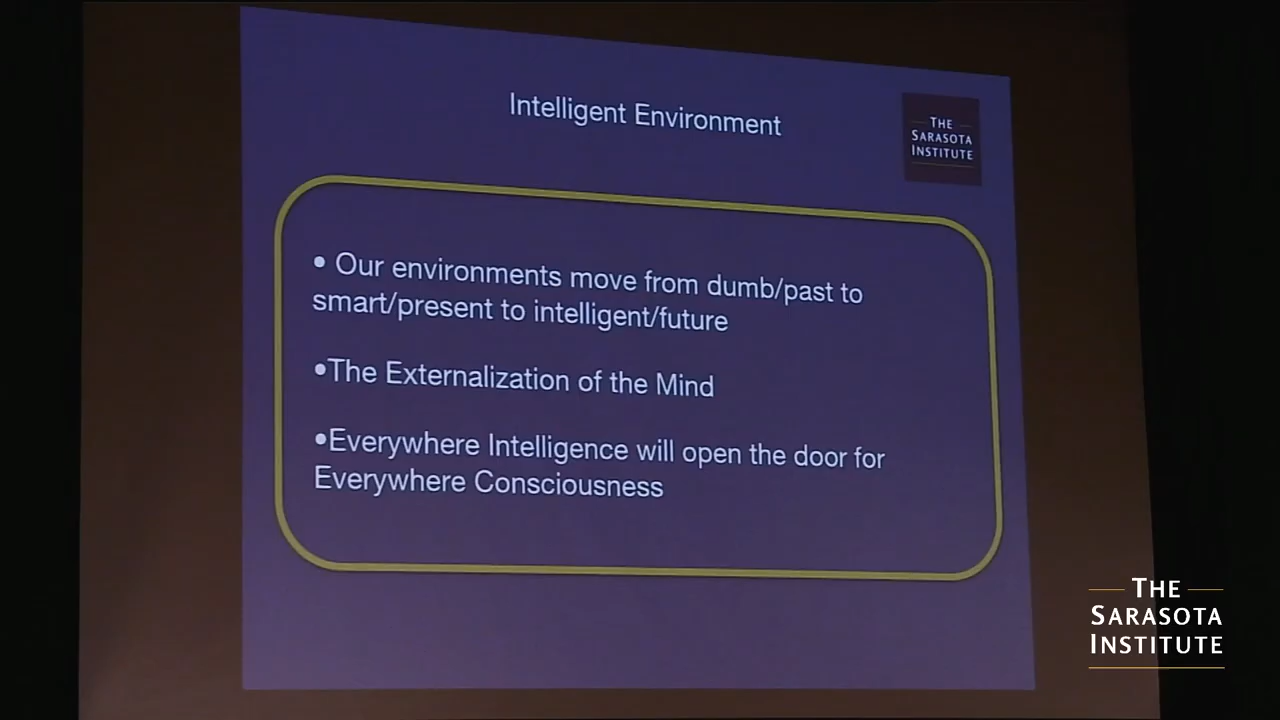 Intelligent Environment
THE
SARASOTA
INSTITUTE
• Our environments move from dumb/past to
smart/present to intelligent/future
•The Externalization of the Mind
•Everywhere Intelligence will open the door for
Everywhere Consciousness
THE
SARASOTA
INSTITUTE